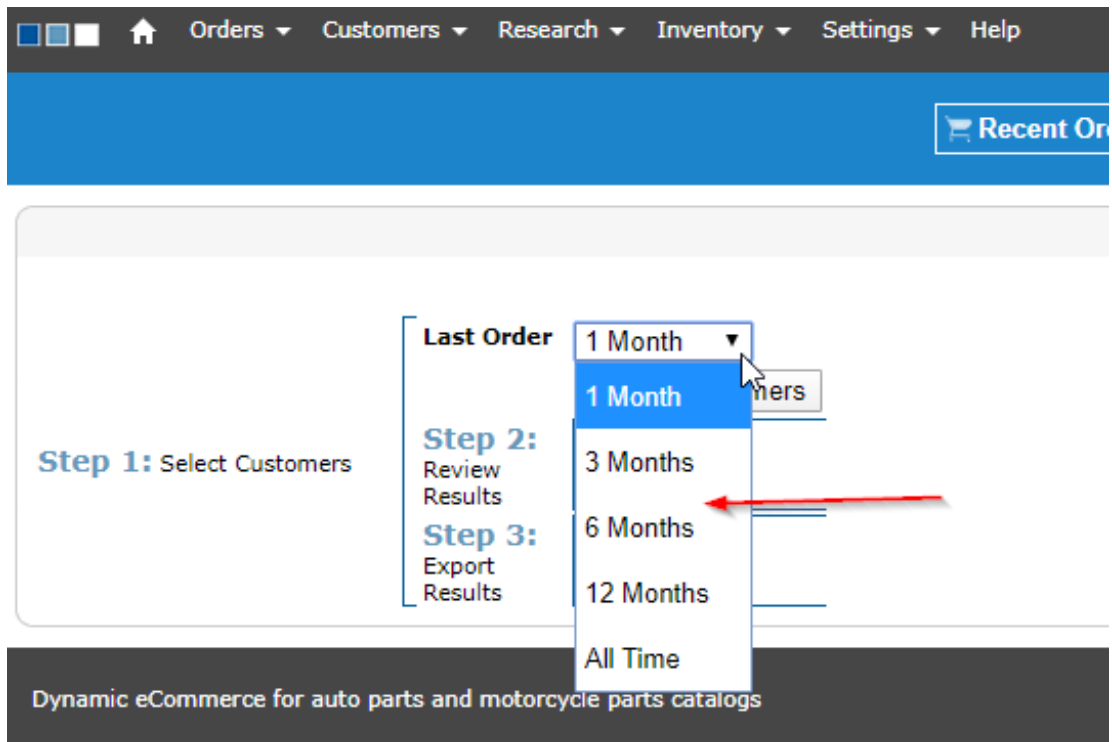 Orders Customers Research Inventory Settings Help
Recent
Last Order 1 Month
1 Month
3 Months
6 Months
12 Months
All Time
Step 1: Select Customers
Step 2:
Review
Results
Step 3:
Export
Results
Dynamic eCommerce for auto parts and motorcycle parts catalogs